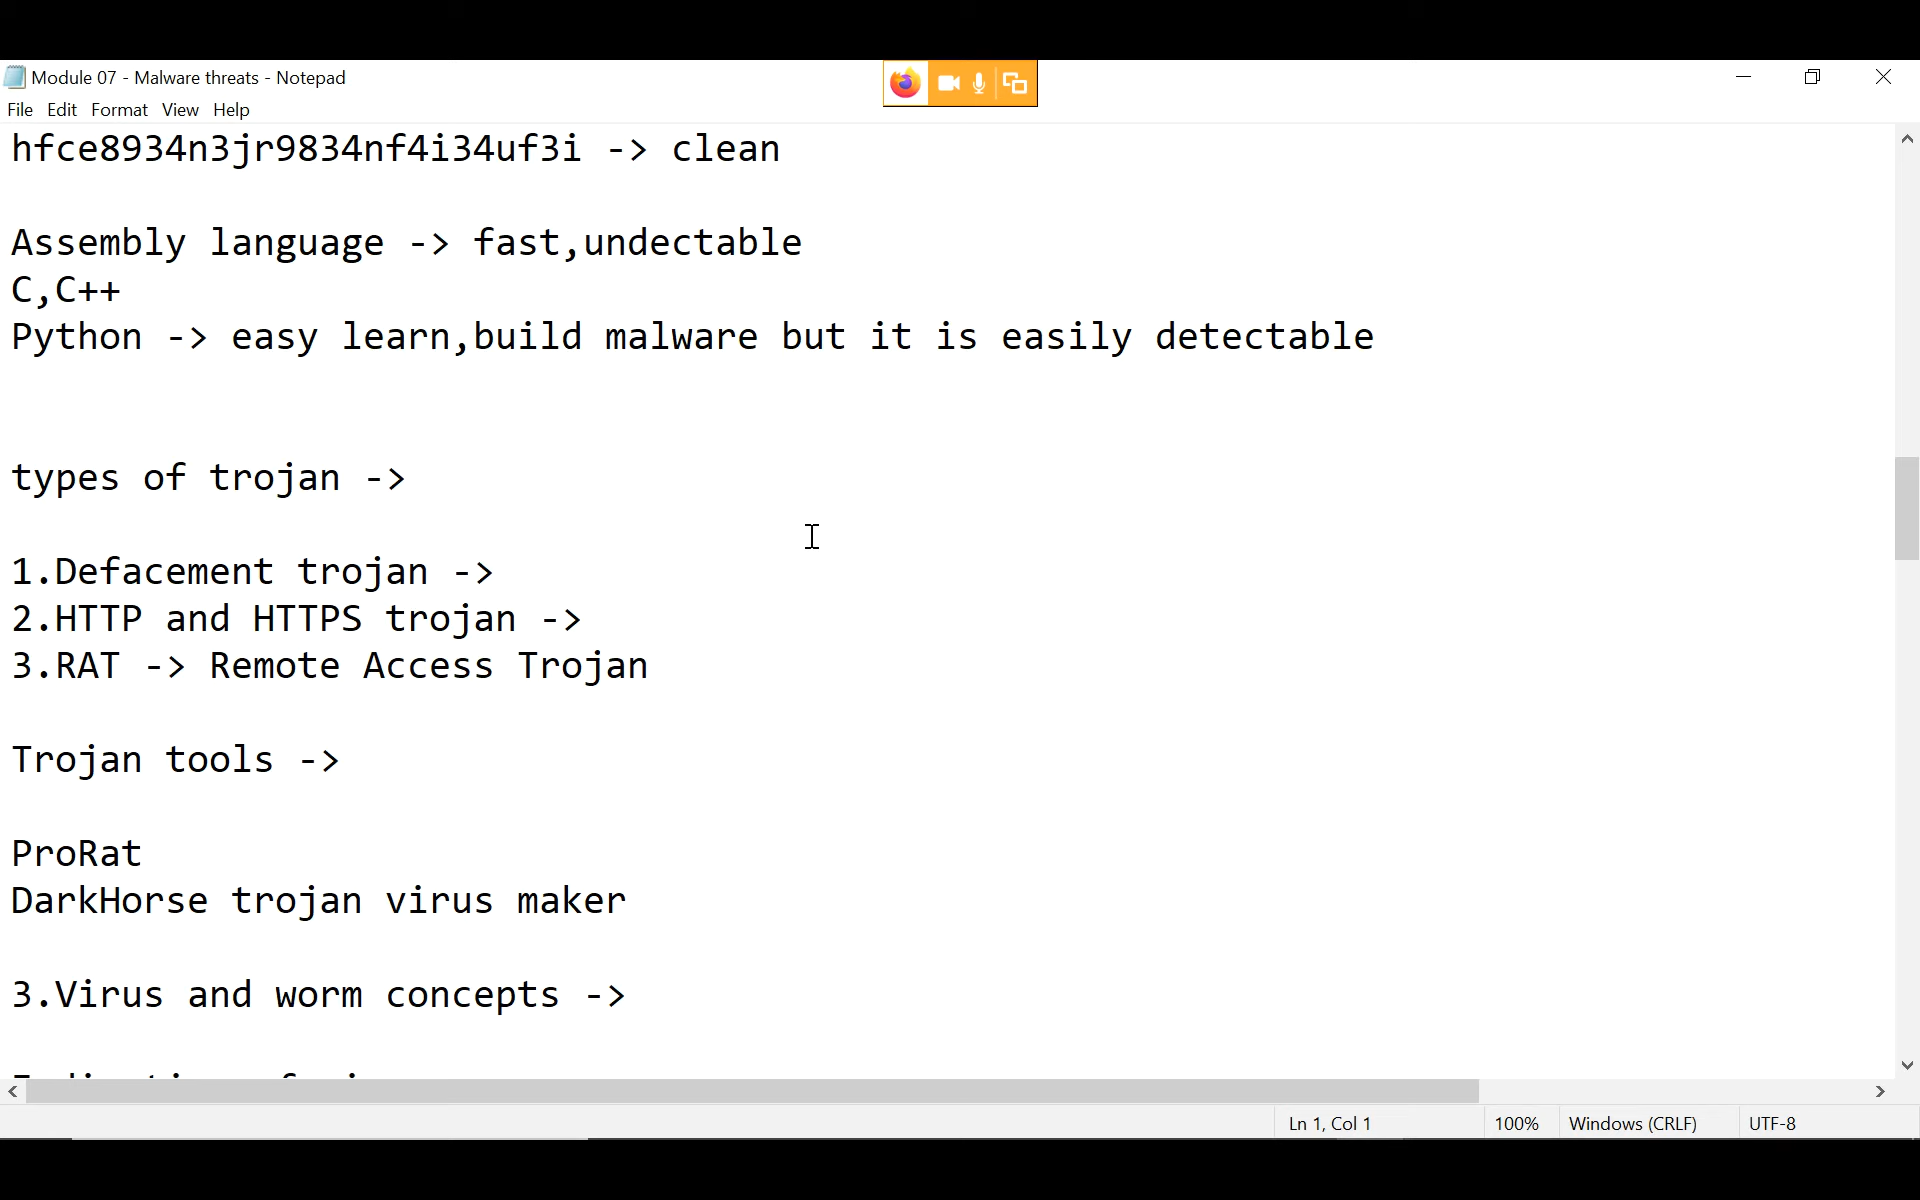 Module 07 - Malware threats - Notepad
File Edit Format View Help
hfce8934n3jr9834nf4i34uf3i -> clean
Assembly language -> fast,undectable
C,C++
Python -> easy learn,build malware but it is easily detectable
types of trojan ->
1.Defacement trojan ->
2.HTTP and HTTPS trojan ->
3.RAT -> Remote Access Trojan
Trojan tools ->
ProRat
DarkHorse trojan virus maker
3.Virus and worm concepts ->
Ln 1, Col 1 100% Windows (CRLF) UTF-8